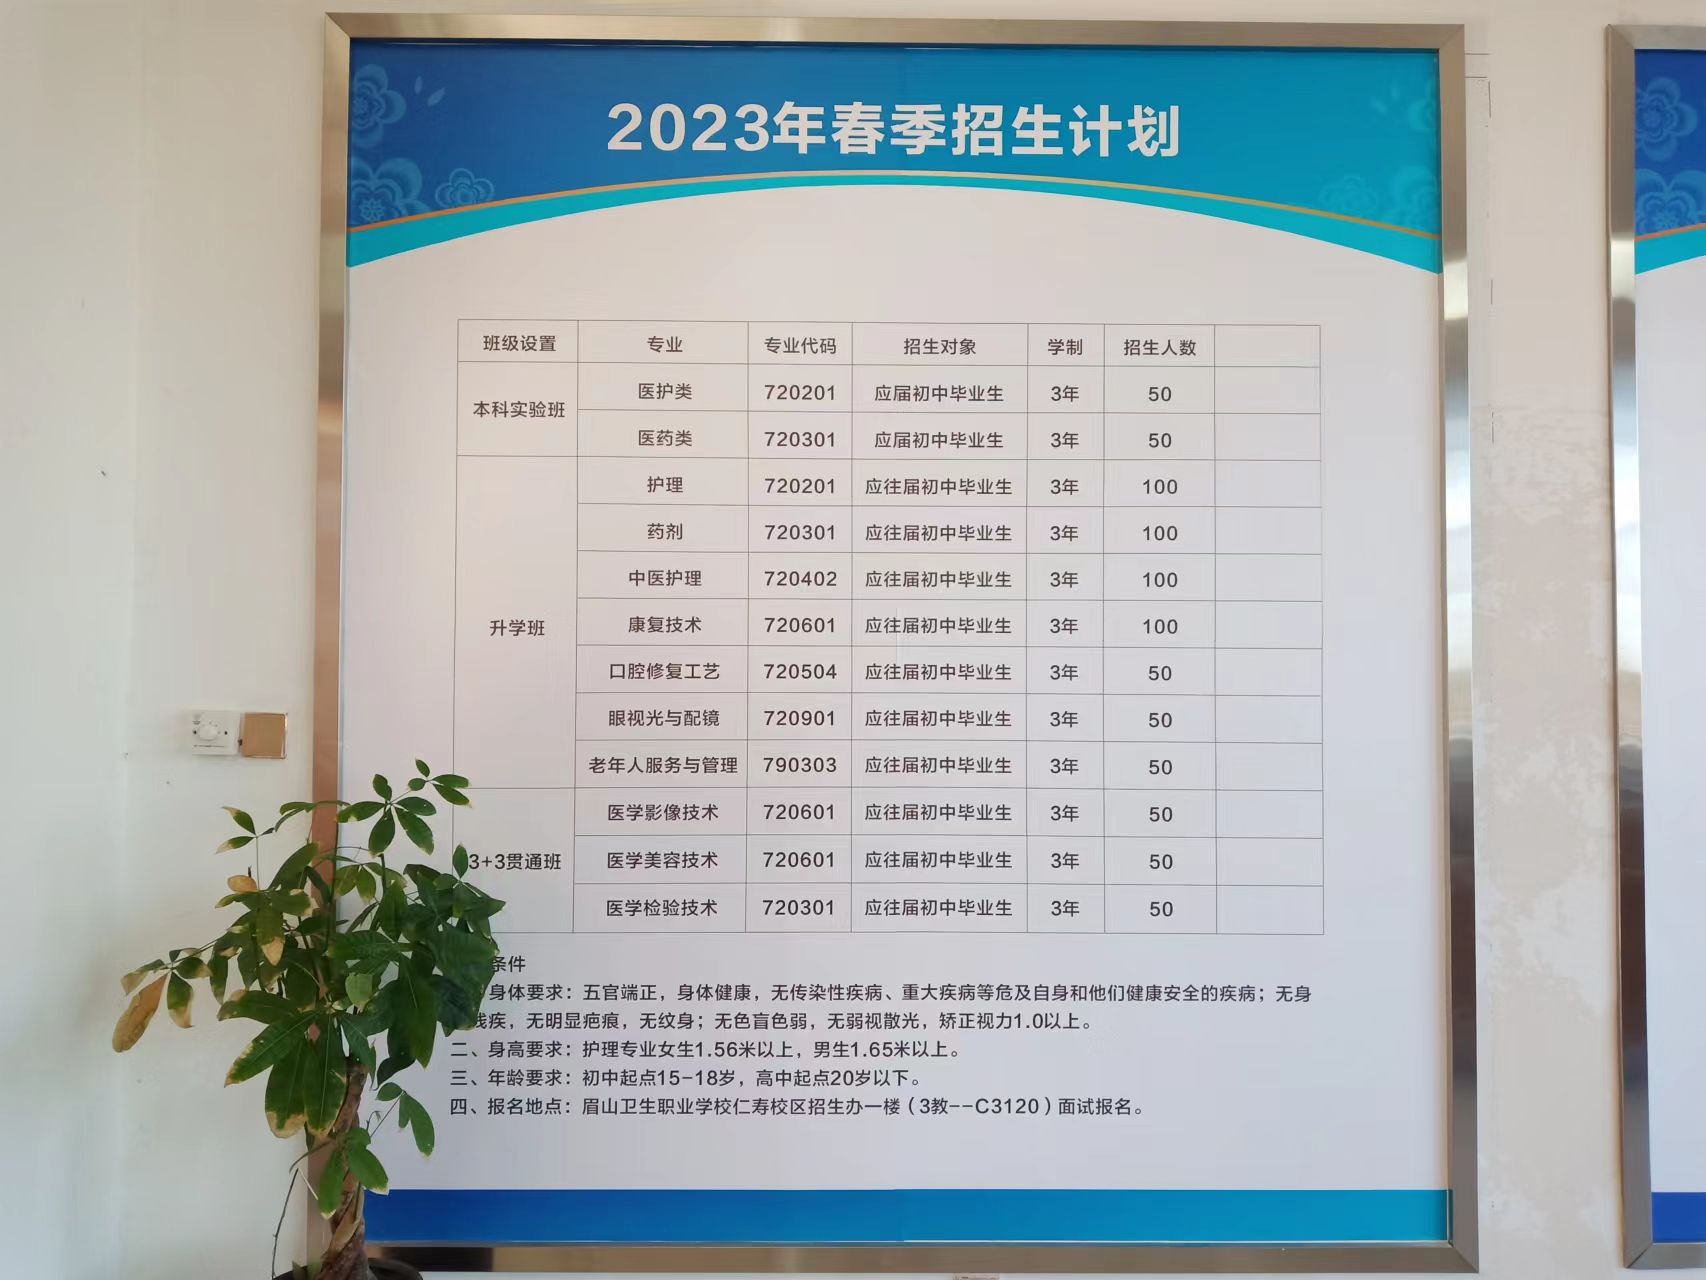 2023年春季招生计划
班级设置 专业 专业代码 招生对象 学制 招生人数
本科实验班 医护类 720201 应届初中毕业生 3年 50
医药类 720301 应届初中毕业生 3年 50
升学班 护理 720201 应往届初中毕业生 3年 100
药剂 720301 应往届初中毕业生 3年 100
中医护理 720402 应往届初中毕业生 3年 100
康复技术 720601 应往届初中毕业生 3年 100
口腔修复工艺 720504 应往届初中毕业生 3年 50
眼视光与配镜 720901 应往届初中毕业生 3年 50
老年人服务与管理 790303 应往届初中毕业生 3年 50
3+3贯通班 医学影像技术 720601 应往届初中毕业生 3年 50
医学美容技术 720601 应往届初中毕业生 3年 50
医学检验技术 720301 应往届初中毕业生 3年 50
条件
身体要求：五官端正，身体健康，无传染性疾病、重大疾病等危及自身和他们健康安全的疾病；无身
残疾，无明显疤痕，无纹身；无色盲色弱，无弱视散光，矫正视力1.0以上。
二、身高要求：护理专业女生1.56米以上，男生1.65米以上。
三、年龄要求：初中起点15-18岁，高中起点20岁以下。
四、报名地点：眉山卫生职业学校仁寿校区招生办一楼（3教--C3120）面试报名。